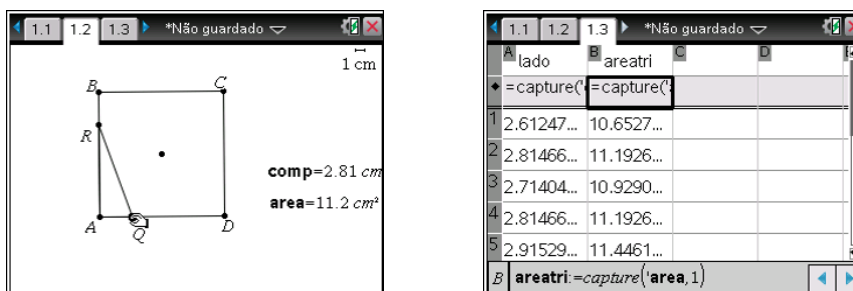 1.1 1.2 1.3 *Não guardado
1 cm
B C
R
comp=2.81 cm
area=11.2 cm²
A Q D
1.1 1.2 1.3 *Não guardado
A lado B areatri C D
=capture(' =capture('
1 2.61247... 10.6527...
2 2.81466... 11.1926...
3 2.71404... 10.9290...
4 2.81466... 11.1926...
5 2.91529... 11.4461...
B areatri:=capture('area,1)